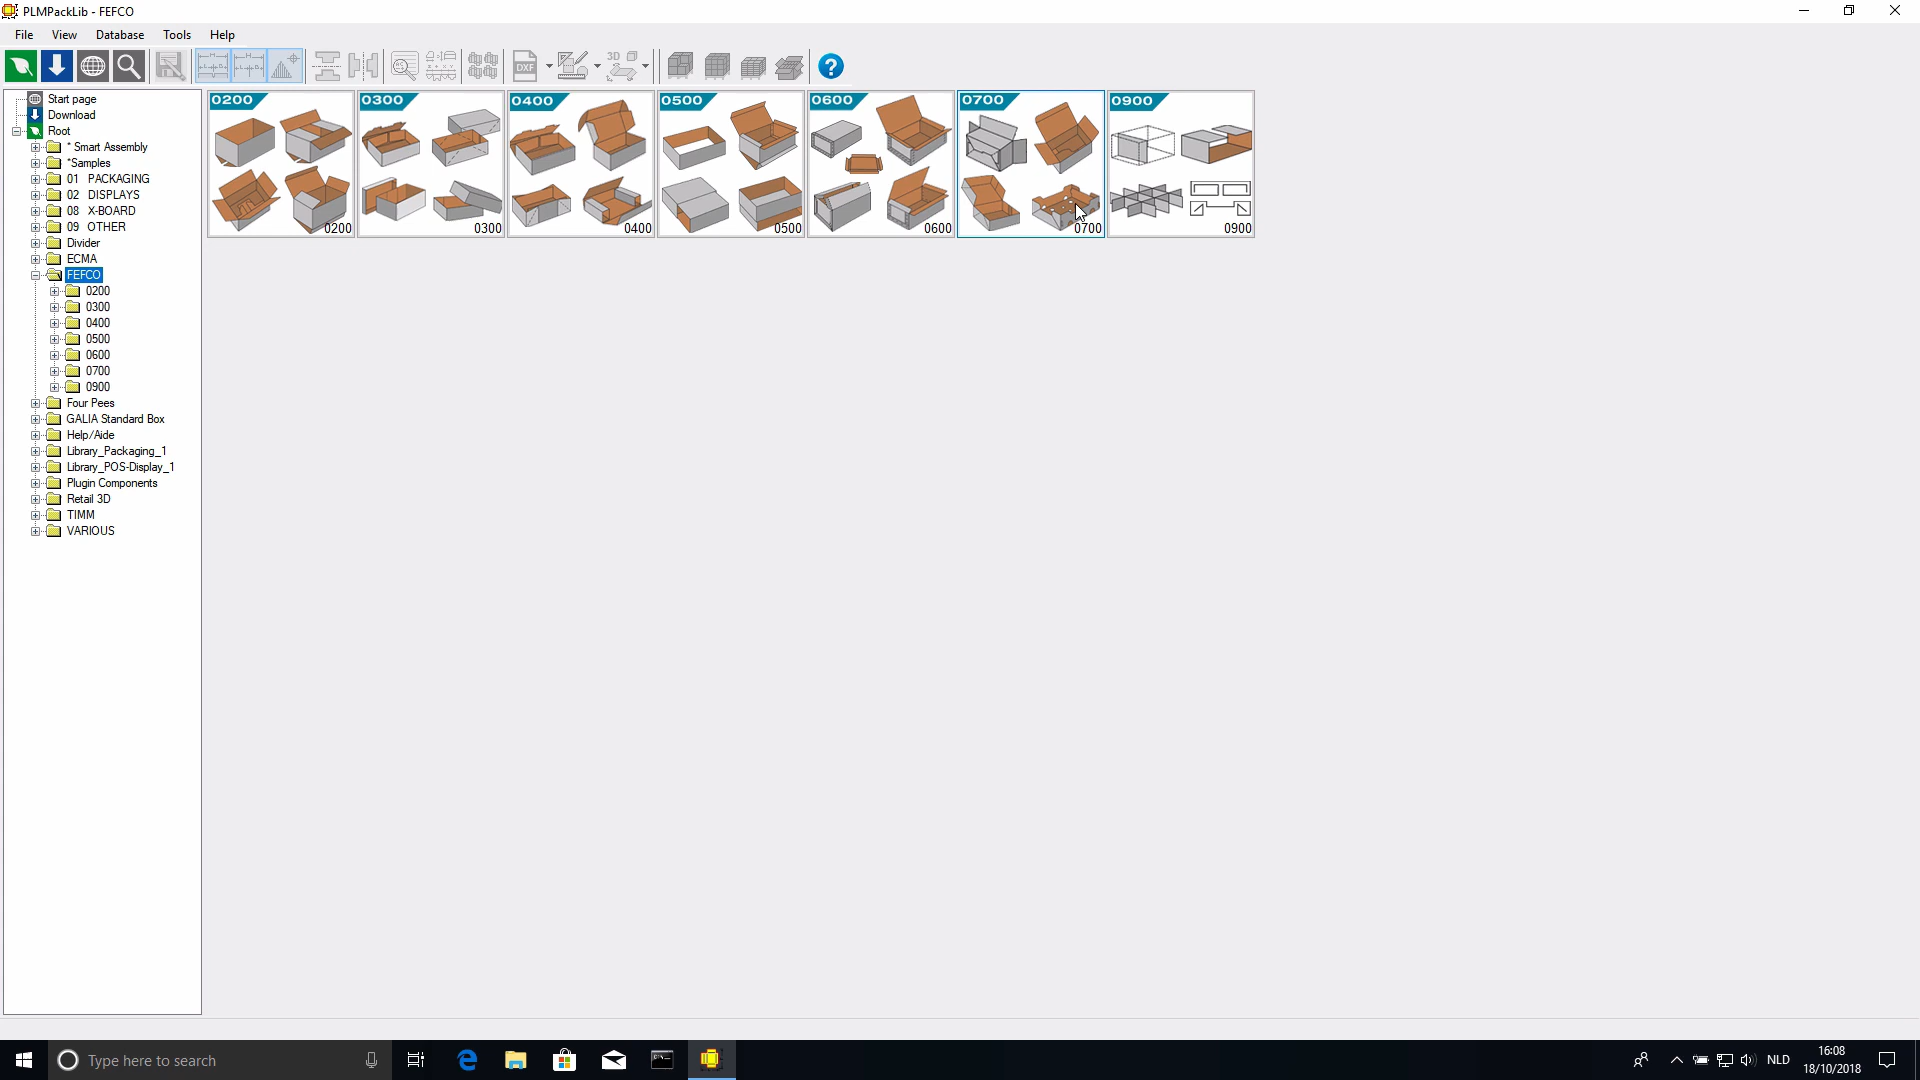 PLMPackLib - FEFCO
File View Database Tools Help
DXF 3D ?
Start page
Download
Root
* Smart Assembly
*Samples
01 PACKAGING
02 DISPLAYS
08 X-BOARD
09 OTHER
Divider
ECMA
FEFCO
0200
0300
0400
0500
0600
0700
0900
Four Pees
GALIA Standard Box
Help/Aide
Library_Packaging_1
Library_POS-Display_1
Plugin Components
Retail 3D
TIMM
VARIOUS
0200 0300 0400 0500 0600 0700 0900
0200 0300 0400 0500 0600 0700 0900
Type here to search
NLD
16:08
18/10/2018